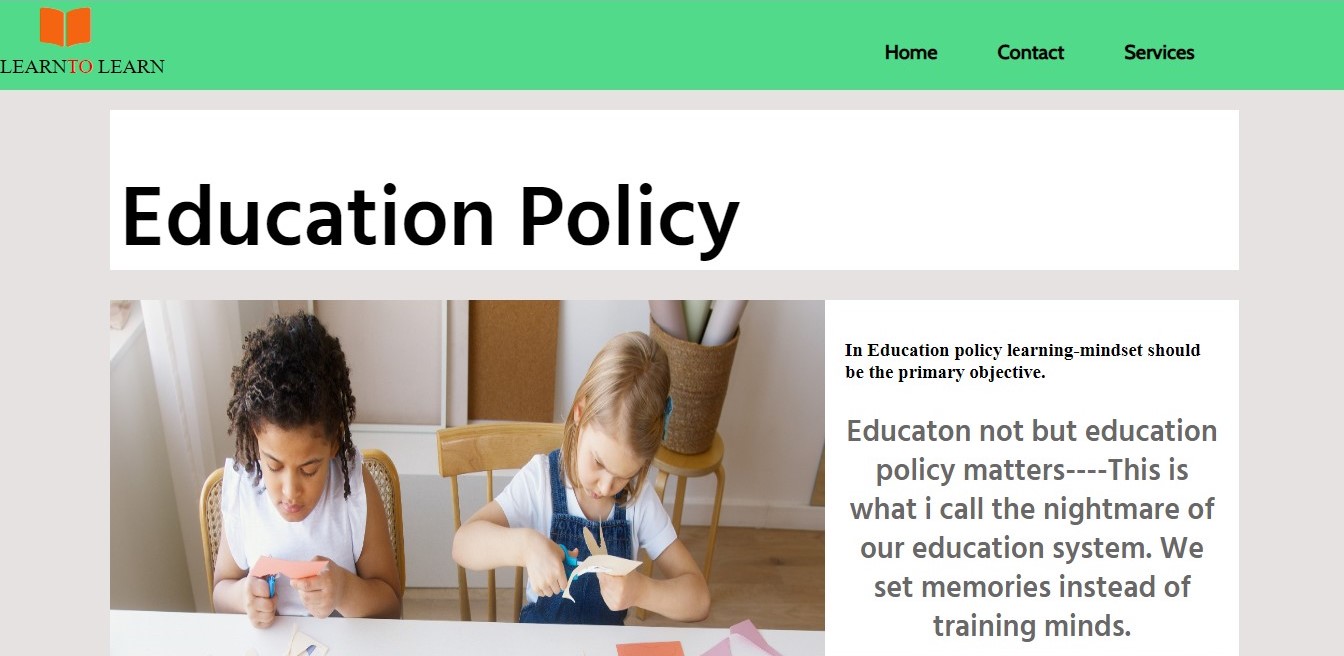 LEARNTO LEARN
Home Contact Services
Education Policy
In Education policy learning-mindset should
be the primary objective.
Educaton not but education
policy matters----This is
what i call the nightmare of
our education system. We
set memories instead of
training minds.